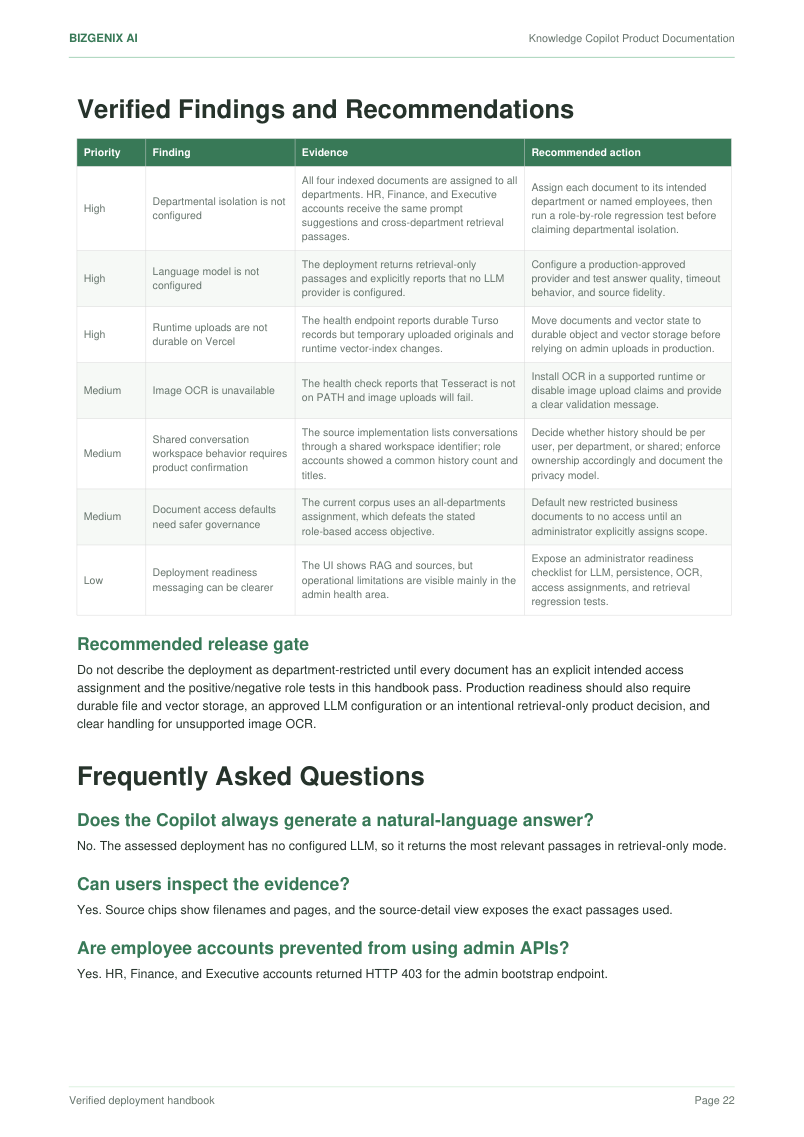 BIZGENIX AI
Knowledge Copilot Product Documentation
Verified Findings and Recommendations
Priority
Finding
Evidence
Recommended action
High
Departmental isolation is not
configured
All four indexed documents are assigned to all
departments. HR, Finance, and Executive
accounts receive the same prompt
suggestions and cross-department retrieval
passages.
Assign each document to its intended
department or named employees, then
run a role-by-role regression test before
claiming departmental isolation.
High
Language model is not
configured
The deployment returns retrieval-only
passages and explicitly reports that no LLM
provider is configured.
Configure a production-approved
provider and test answer quality, timeout
behavior, and source fidelity.
High
Runtime uploads are not
durable on Vercel
The health endpoint reports durable Turso
records but temporary uploaded originals and
runtime vector-index changes.
Move documents and vector state to
durable object and vector storage before
relying on admin uploads in production.
Medium
Image OCR is unavailable
The health check reports that Tesseract is not
on PATH and image uploads will fail.
Install OCR in a supported runtime or
disable image upload claims and provide
a clear validation message.
Medium
Shared conversation
workspace behavior requires
product confirmation
The source implementation lists conversations
through a shared workspace identifier; role
accounts showed a common history count and
titles.
Decide whether history should be per
user, per department, or shared; enforce
ownership accordingly and document the
privacy model.
Medium
Document access defaults
need safer governance
The current corpus uses an all-departments
assignment, which defeats the stated
role-based access objective.
Default new restricted business
documents to no access until an
administrator explicitly assigns scope.
Low
Deployment readiness
messaging can be clearer
The UI shows RAG and sources, but
operational limitations are visible mainly in the
admin health area.
Expose an administrator readiness
checklist for LLM, persistence, OCR,
access assignments, and retrieval
regression tests.
Recommended release gate
Do not describe the deployment as department-restricted until every document has an explicit intended access
assignment and the positive/negative role tests in this handbook pass. Production readiness should also require
durable file and vector storage, an approved LLM configuration or an intentional retrieval-only product decision, and
clear handling for unsupported image OCR.
Frequently Asked Questions
Does the Copilot always generate a natural-language answer?
No. The assessed deployment has no configured LLM, so it returns the most relevant passages in retrieval-only mode.
Can users inspect the evidence?
Yes. Source chips show filenames and pages, and the source-detail view exposes the exact passages used.
Are employee accounts prevented from using admin APIs?
Yes. HR, Finance, and Executive accounts returned HTTP 403 for the admin bootstrap endpoint.
Verified deployment handbook
Page 22